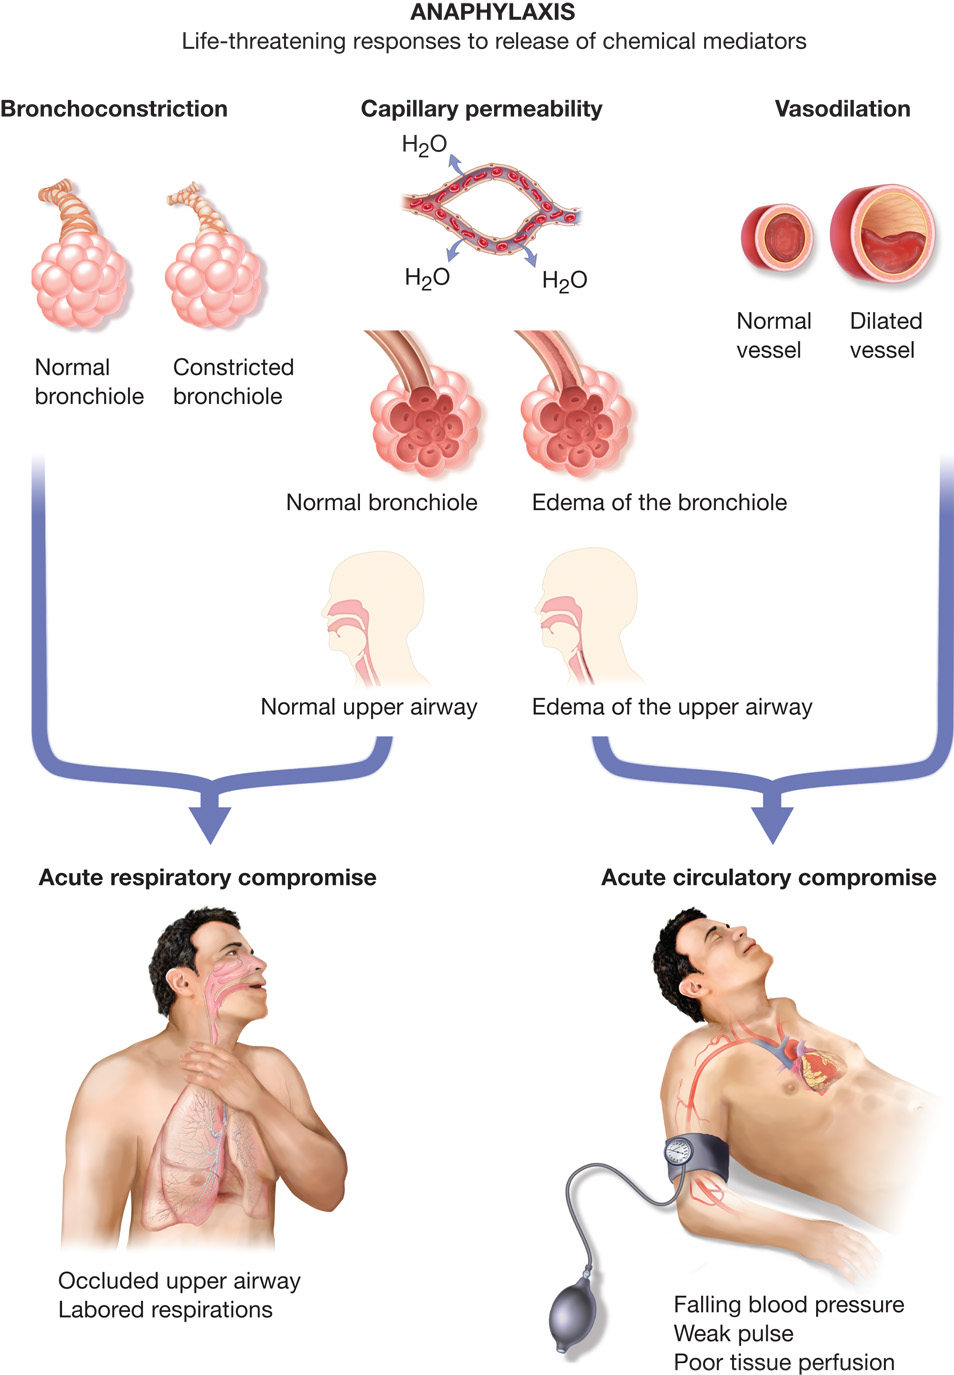 ANAPHYLAXIS
Life-threatening responses to release of chemical mediators
Bronchoconstriction
Capillary permeability
Vasodilation
H₂O
H₂O
H₂O
Normal
bronchiole
Constricted
bronchiole
Normal
vessel
Dilated
vessel
Normal bronchiole
Edema of the bronchiole
Normal upper airway
Edema of the upper airway
Acute respiratory compromise
Acute circulatory compromise
Occluded upper airway
Labored respirations
Falling blood pressure
Weak pulse
Poor tissue perfusion